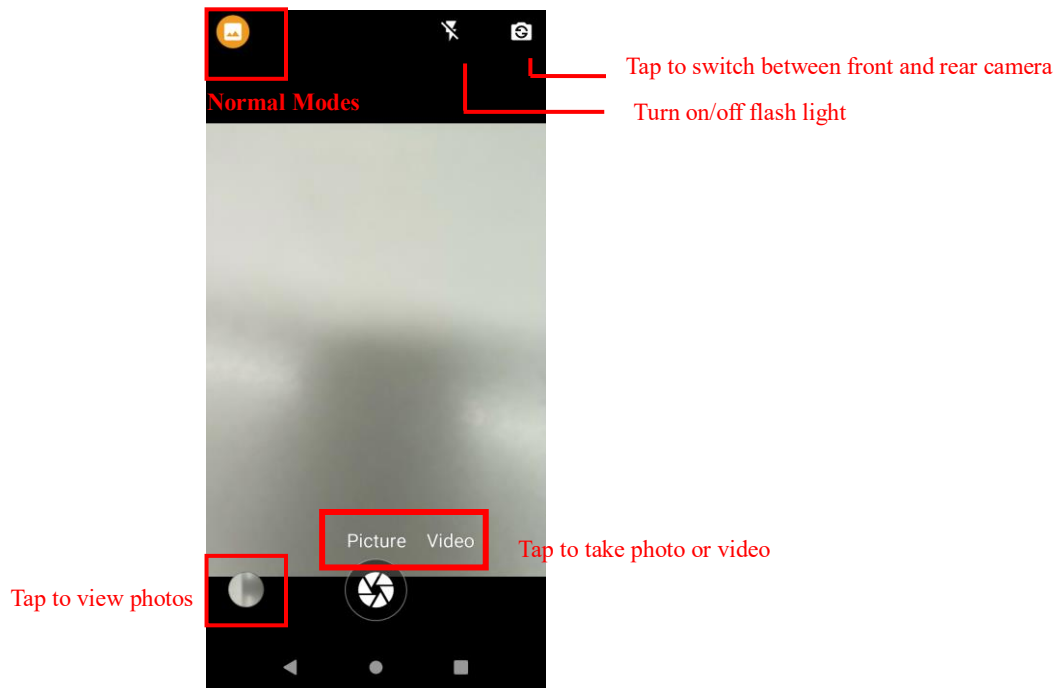 Tap to switch between front and rear camera
Normal Modes
Turn on/off flash light
Picture Video
Tap to take photo or video
Tap to view photos